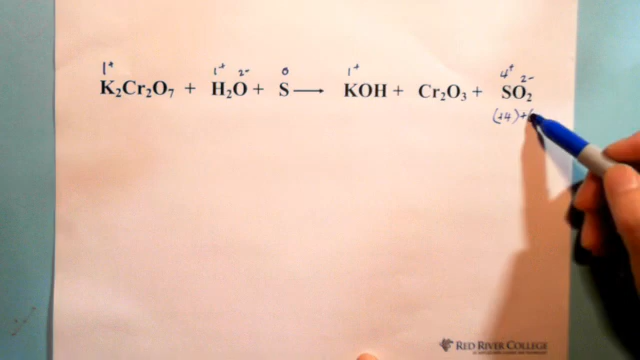 1+ 1+ 2- 0 1+ 4+ 2-
K₂Cr₂O₇ + H₂O + S ⟶ KOH + Cr₂O₃ + SO₂
(+4)+(
RED RIVER COLLEGE